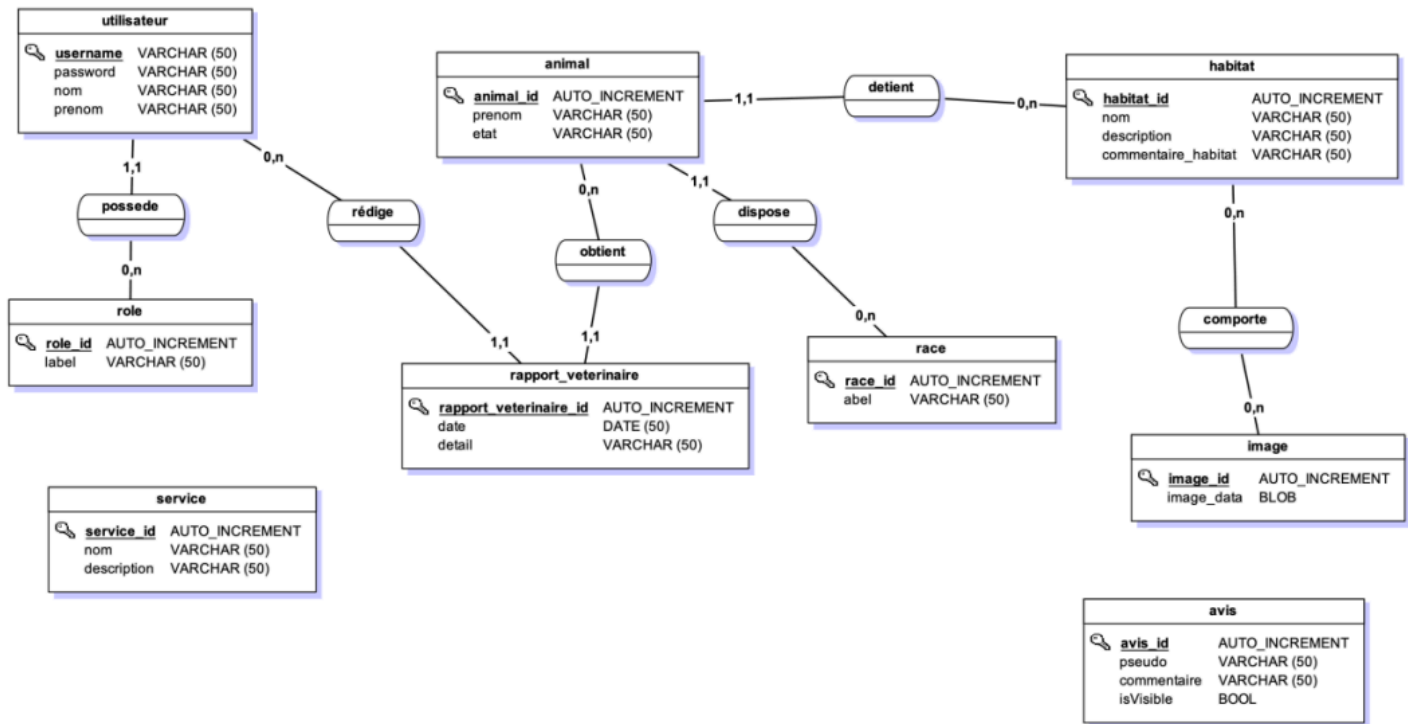 utilisateur
username VARCHAR (50)
password VARCHAR (50)
nom VARCHAR (50)
prenom VARCHAR (50)
animal
animal_id AUTO_INCREMENT
prenom VARCHAR (50)
etat VARCHAR (50)
habitat
habitat_id AUTO_INCREMENT
nom VARCHAR (50)
description VARCHAR (50)
commentaire_habitat VARCHAR (50)
detient
1,1
0,n
1,1
0,n
possede
rédige
0,n
1,1
dispose
0,n
obtient
0,n
1,1
1,1
0,n
0,n
comporte
0,n
role
role_id AUTO_INCREMENT
label VARCHAR (50)
rapport_veterinaire
rapport_veterinaire_id AUTO_INCREMENT
date DATE (50)
detail VARCHAR (50)
race
race_id AUTO_INCREMENT
abel VARCHAR (50)
image
image_id AUTO_INCREMENT
image_data BLOB
service
service_id AUTO_INCREMENT
nom VARCHAR (50)
description VARCHAR (50)
avis
avis_id AUTO_INCREMENT
pseudo VARCHAR (50)
commentaire VARCHAR (50)
isVisible BOOL